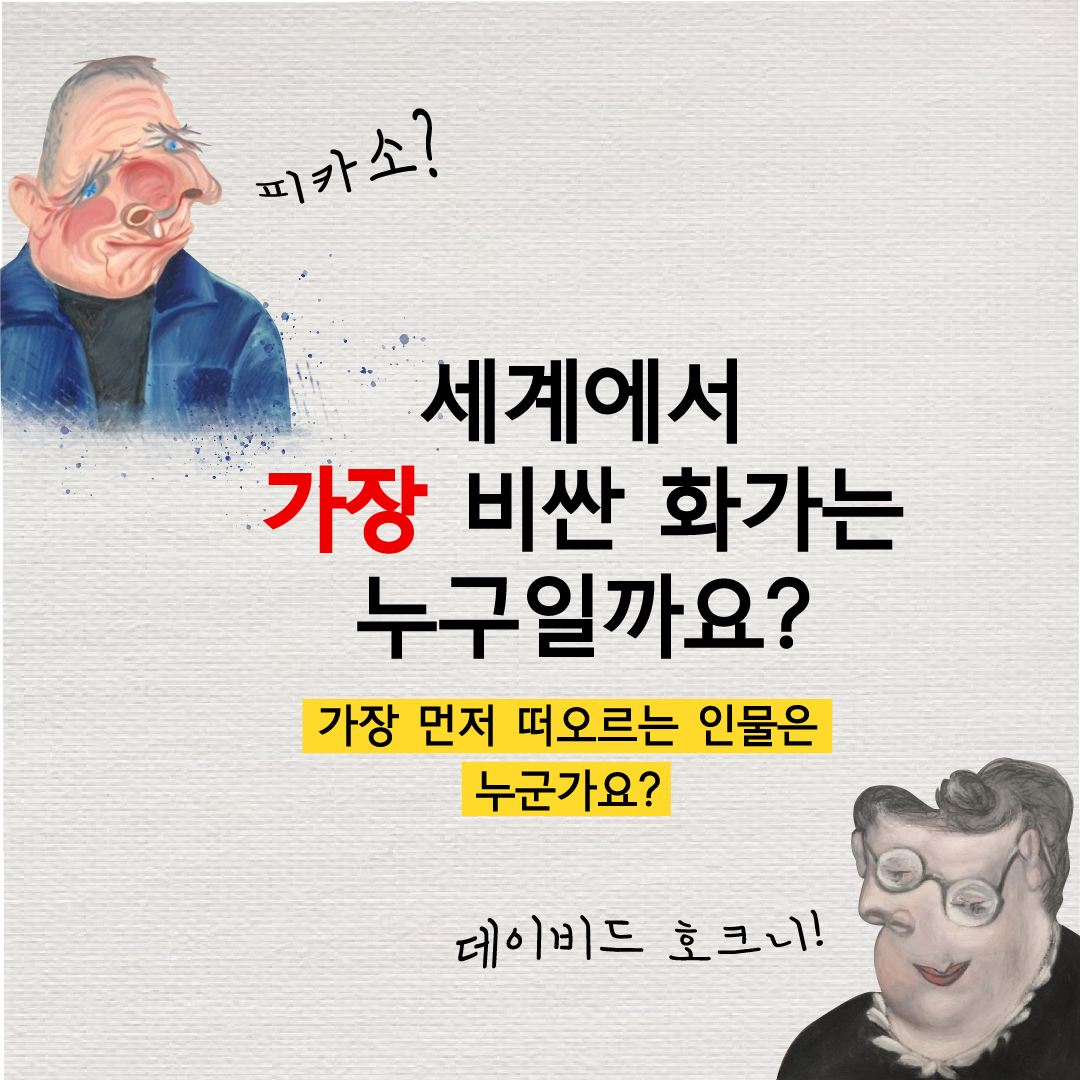 피카소?
세계에서
가장 비싼 화가는
누구일까요?
가장 먼저 떠오르는 인물은
누군가요?
데이비드 호크니!